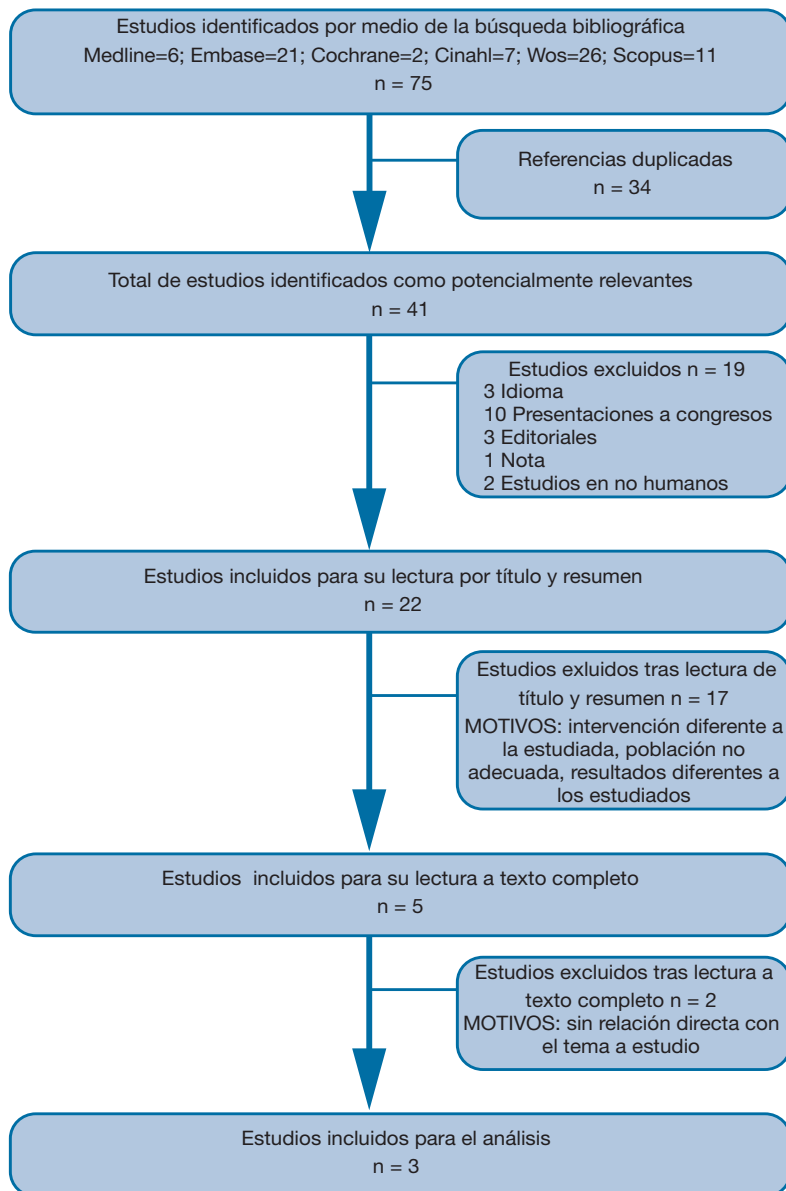 Estudios identificados por medio de la búsqueda bibliográfica
Medline=6; Embase=21; Cochrane=2; Cinahl=7; Wos=26; Scopus=11
n = 75
Referencias duplicadas
n = 34
Total de estudios identificados como potencialmente relevantes
n = 41
Estudios excluidos n = 19
3 Idioma
10 Presentaciones a congresos
3 Editoriales
1 Nota
2 Estudios en no humanos
Estudios incluidos para su lectura por título y resumen
n = 22
Estudios exluidos tras lectura de
título y resumen n = 17
MOTIVOS: intervención diferente a
la estudiada, población no
adecuada, resultados diferentes a
los estudiados
Estudios incluidos para su lectura a texto completo
n = 5
Estudios excluidos tras lectura a
texto completo n = 2
MOTIVOS: sin relación directa con
el tema a estudio
Estudios incluidos para el análisis
n = 3